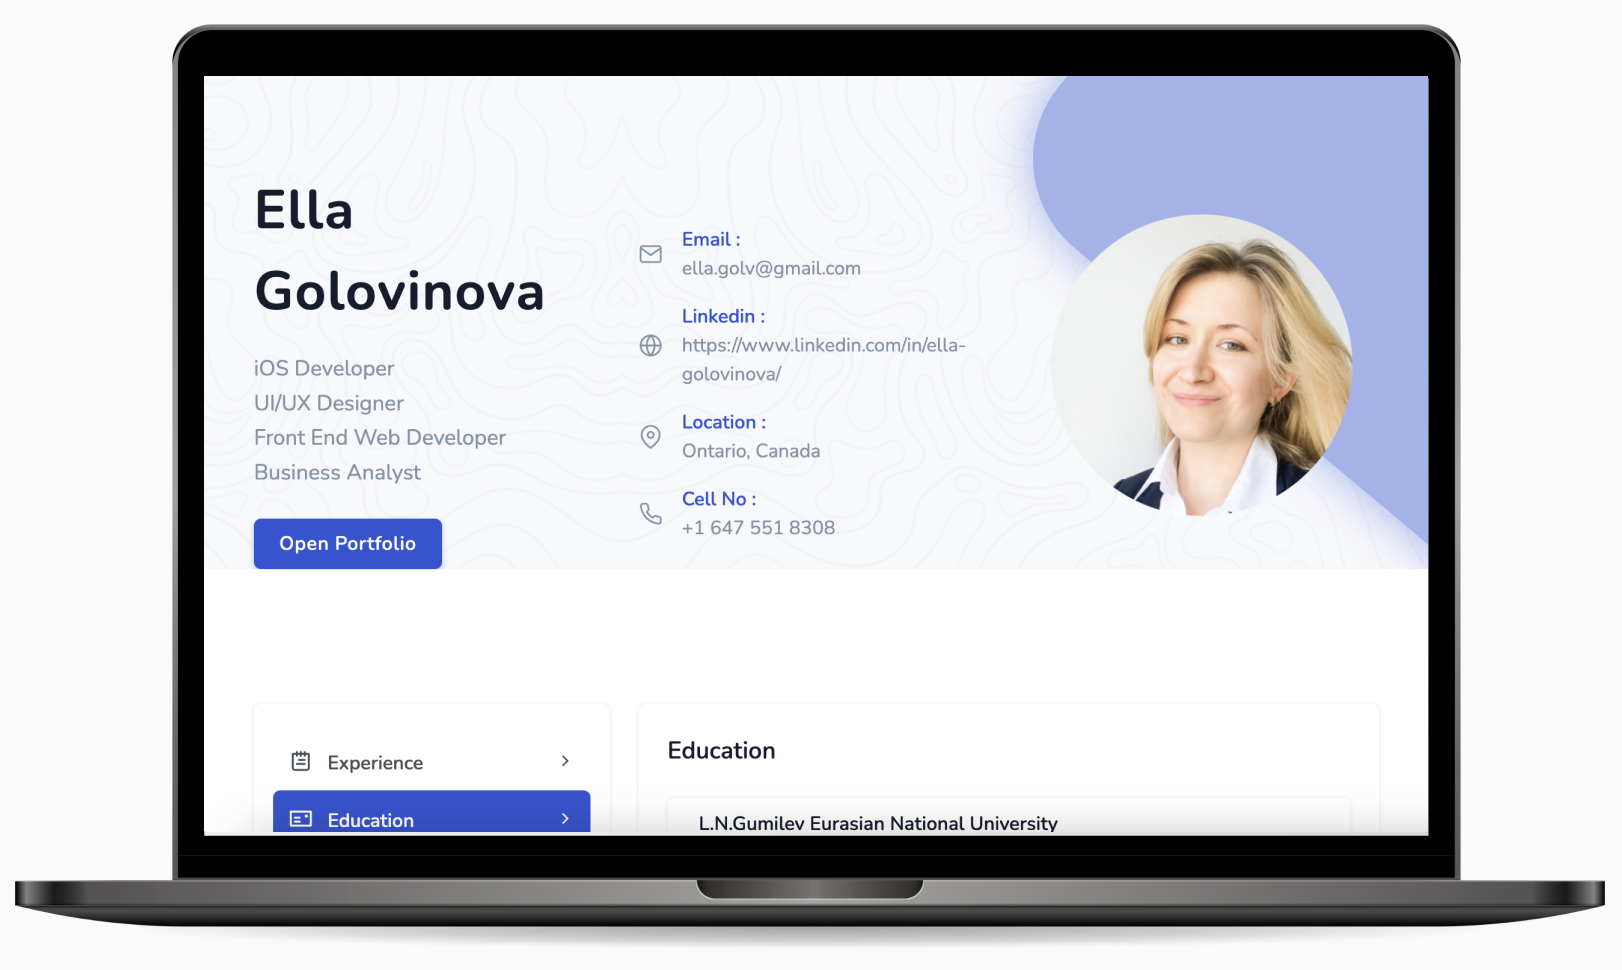 Ella
Golovinova
iOS Developer
UI/UX Designer
Front End Web Developer
Business Analyst
Open Portfolio
Email :
ella.golv@gmail.com
Linkedin :
https://www.linkedin.com/in/ella-
golovinova/
Location :
Ontario, Canada
Cell No :
+1 647 551 8308
Experience
Education
Education
L.N.Gumilev Eurasian National University